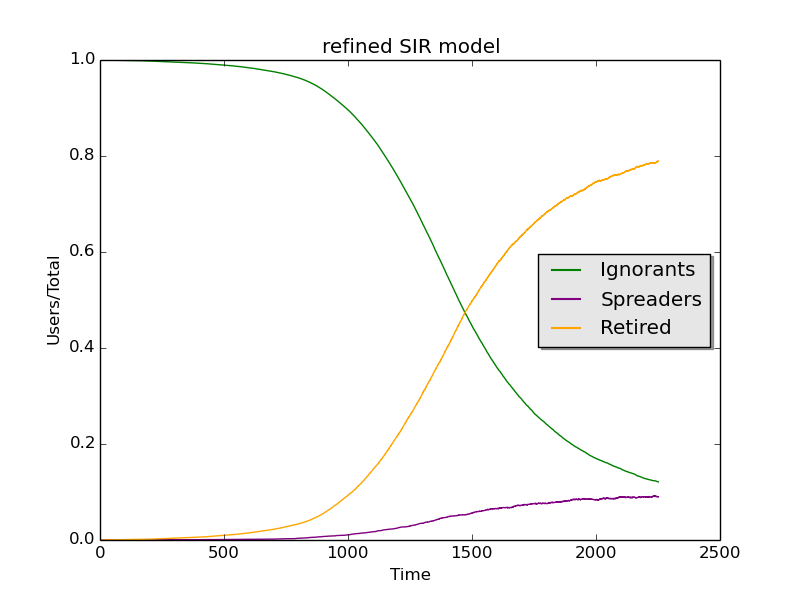 refined SIR model
1.0
0.8
0.6
0.4
0.2
0.0
Users/Total
Ignorants
Spreaders
Retired
0 500 1000 1500 2000 2500
Time